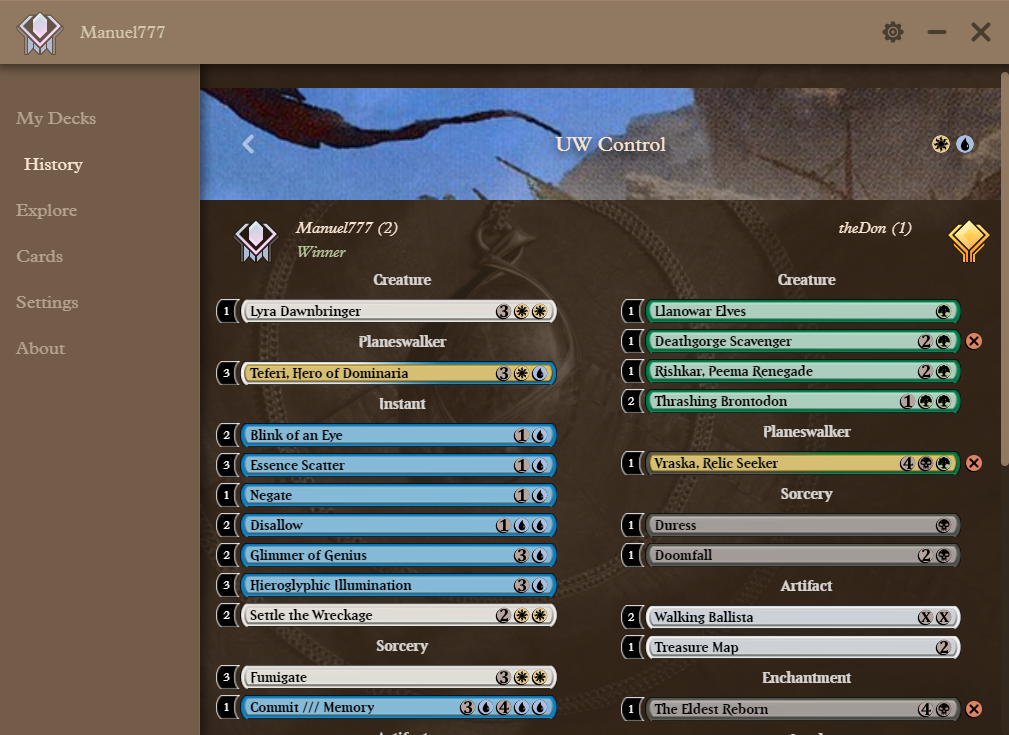 Manuel777
My Decks
History
Explore
Cards
Settings
About
UW Control
Manuel777 (2)
Winner
Creature
1 Lyra Dawnbringer 3
Planeswalker
3 Teferi, Hero of Dominaria 3
Instant
2 Blink of an Eye 1
3 Essence Scatter 1
1 Negate 1
2 Disallow 1
2 Glimmer of Genius 3
3 Hieroglyphic Illumination 3
2 Settle the Wreckage 2
Sorcery
3 Fumigate 3
1 Commit /// Memory 3 4
theDon (1)
Creature
1 Llanowar Elves
1 Deathgorge Scavenger 2
1 Rishkar, Peema Renegade 2
2 Thrashing Brontodon 1
Planeswalker
1 Vraska, Relic Seeker 4
Sorcery
1 Duress
1 Doomfall 2
Artifact
2 Walking Ballista X X
1 Treasure Map 2
Enchantment
1 The Eldest Reborn 4